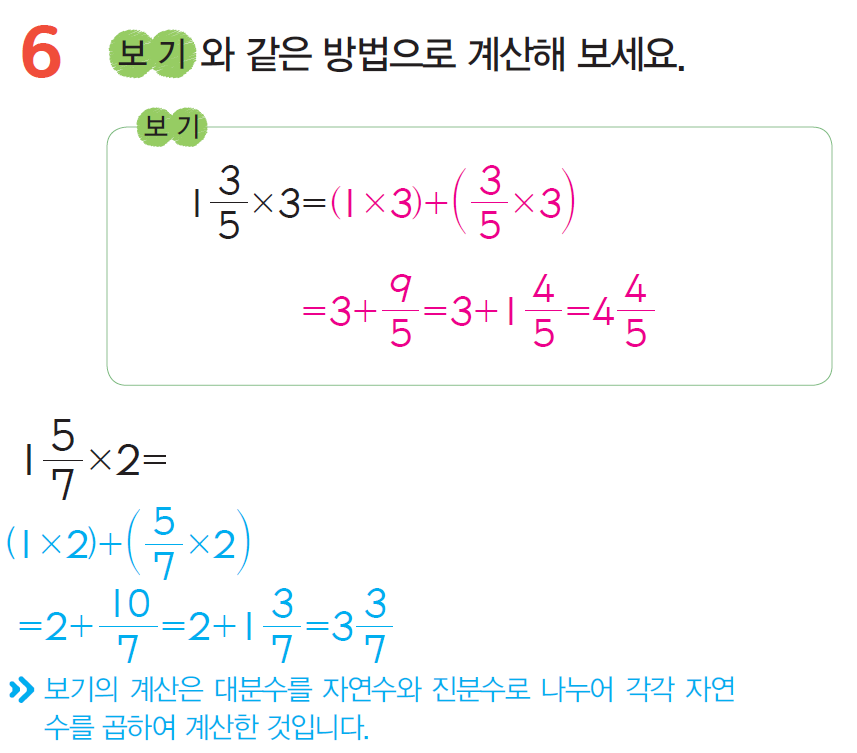 6 보기와 같은 방법으로 계산해 보세요.
보기
1 3/5 × 3 = (1×3) + (3/5 × 3)
= 3 + 9/5 = 3 + 1 4/5 = 4 4/5
1 5/7 × 2 =
(1×2) + (5/7 × 2)
= 2 + 10/7 = 2 + 1 3/7 = 3 3/7
» 보기의 계산은 대분수를 자연수와 진분수로 나누어 각각 자연
수를 곱하여 계산한 것입니다.